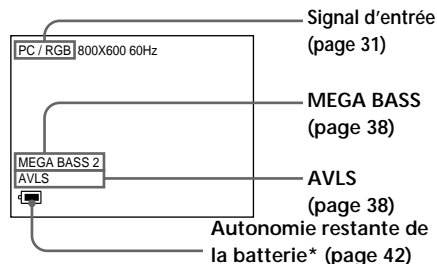 Signal d'entrée
(page 31)
PC / RGB 800X600 60Hz
MEGA BASS
(page 38)
MEGA BASS 2
AVLS
AVLS
(page 38)
Autonomie restante de
la batterie* (page 42)